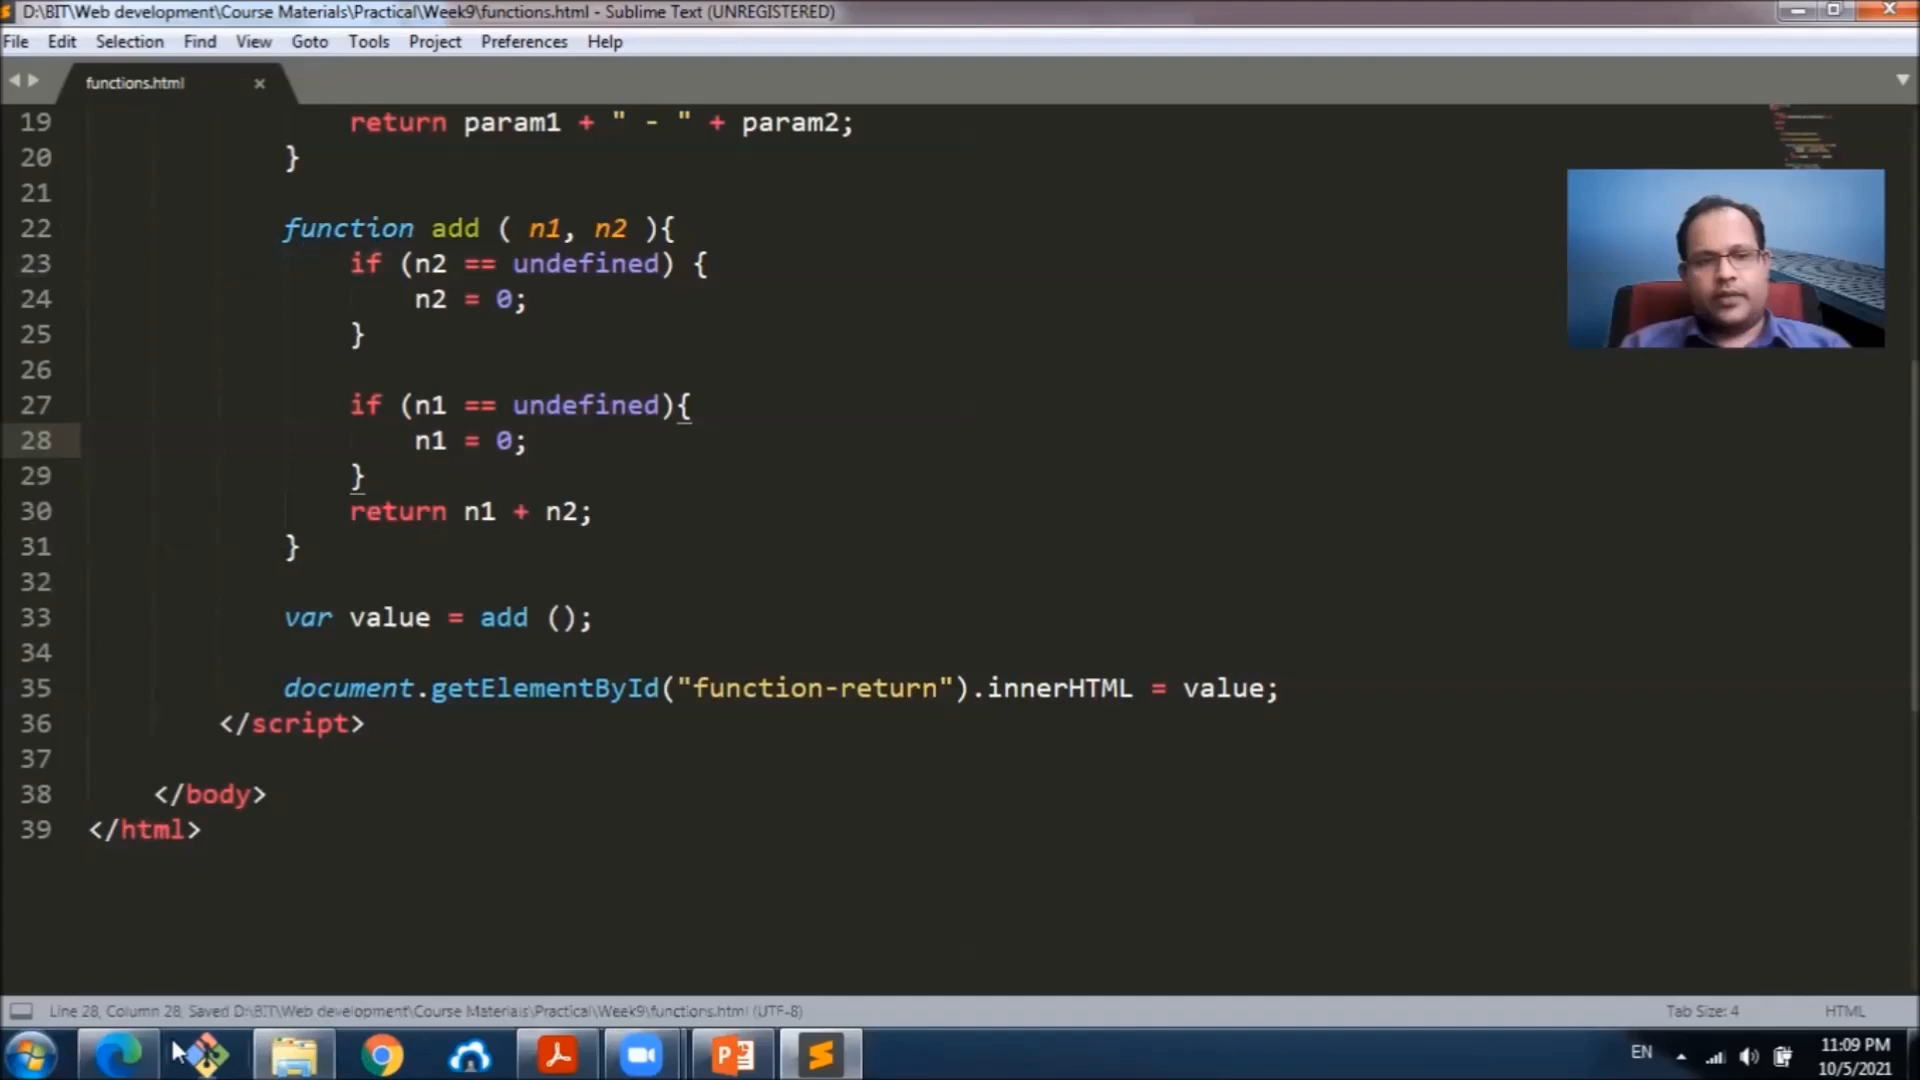 D:\BIT\Web development\Course Materials\Practical\Week9\functions.html - Sublime Text (UNREGISTERED)
File Edit Selection Find View Goto Tools Project Preferences Help
functions.html
19 return param1 + " - " + param2;
20 }
21
22 function add ( n1, n2 ){
23 if (n2 == undefined) {
24 n2 = 0;
25 }
26
27 if (n1 == undefined){
28 n1 = 0;
29 }
30 return n1 + n2;
31 }
32
33 var value = add ();
34
35 document.getElementById("function-return").innerHTML = value;
36 </script>
37
38 </body>
39 </html>
Line 28, Column 28, Saved D:\BIT\Web development\Course Materials\Practical\Week9\functions.html (UTF-8) Tab Size: 4 HTML
EN 11:09 PM
10/5/2021